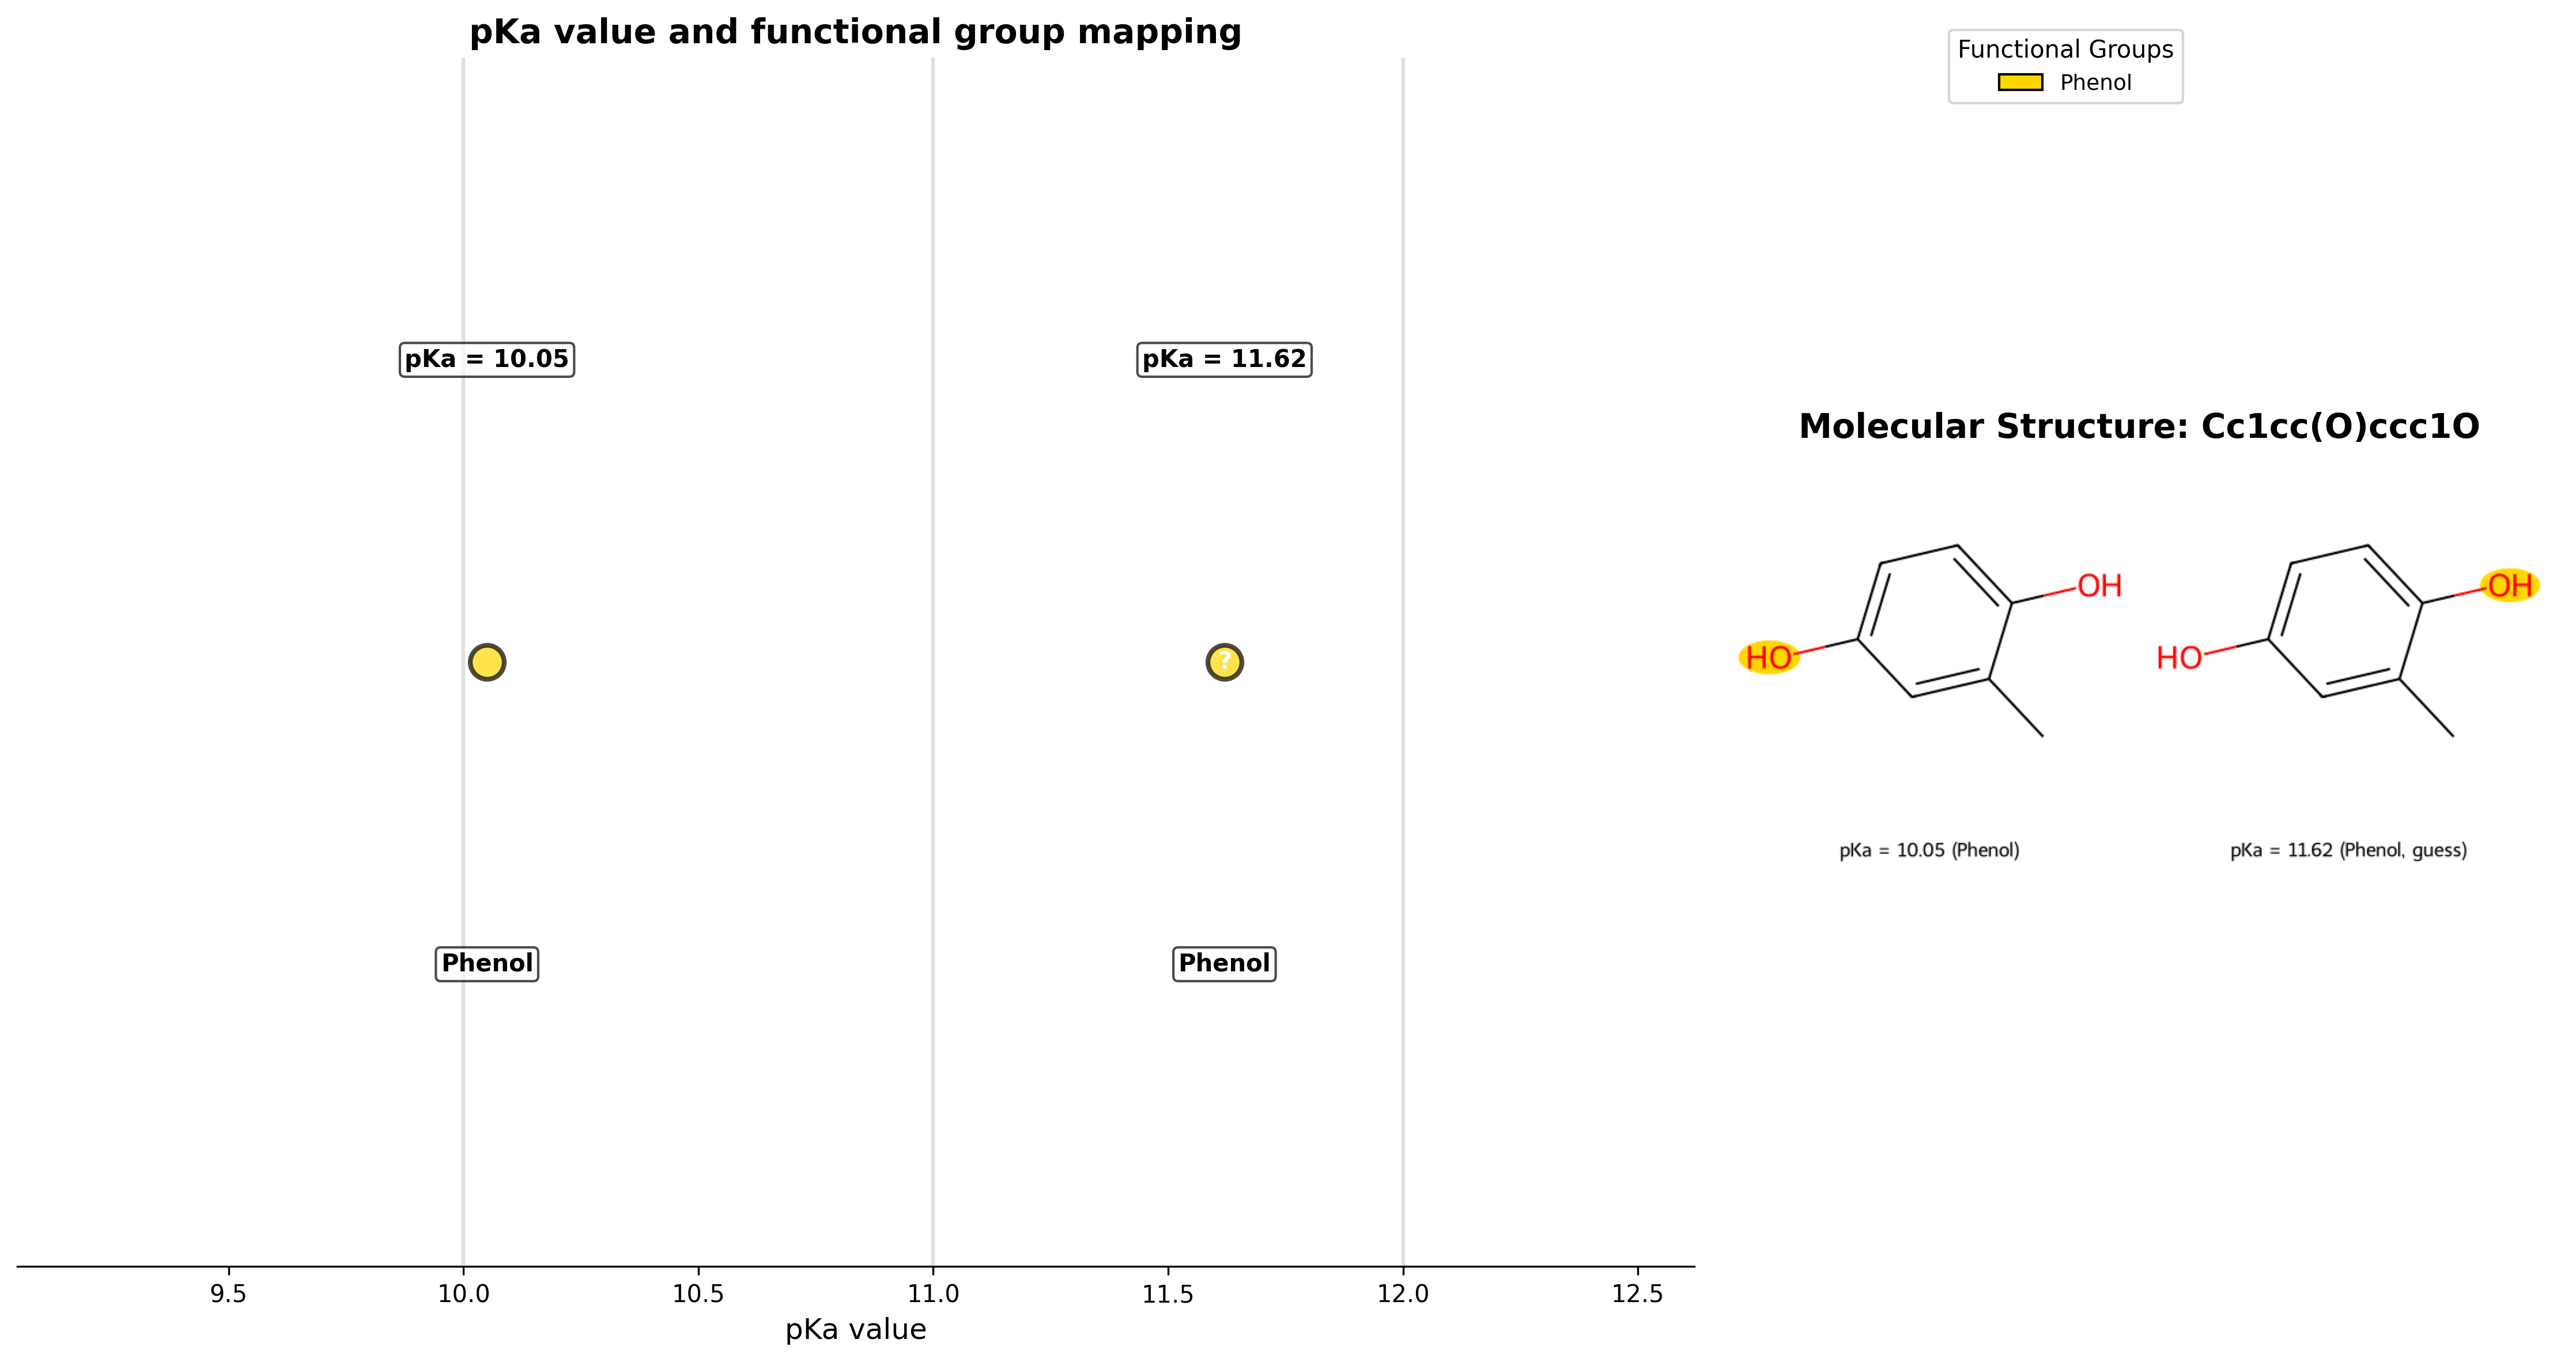 pKa value and functional group mapping
Functional Groups
Phenol
pKa = 10.05
pKa = 11.62
Molecular Structure: Cc1cc(O)ccc1O
OH
HO
OH
HO
?
pKa = 10.05 (Phenol)
pKa = 11.62 (Phenol, guess)
Phenol
Phenol
9.5
10.0
10.5
11.0
11.5
12.0
12.5
pKa value